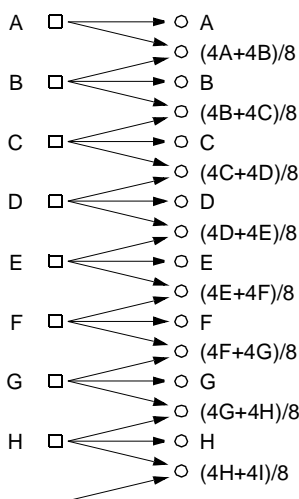 A A
(4A+4B)/8
B B
(4B+4C)/8
C C
(4C+4D)/8
D D
(4D+4E)/8
E E
(4E+4F)/8
F F
(4F+4G)/8
G G
(4G+4H)/8
H H
(4H+4I)/8